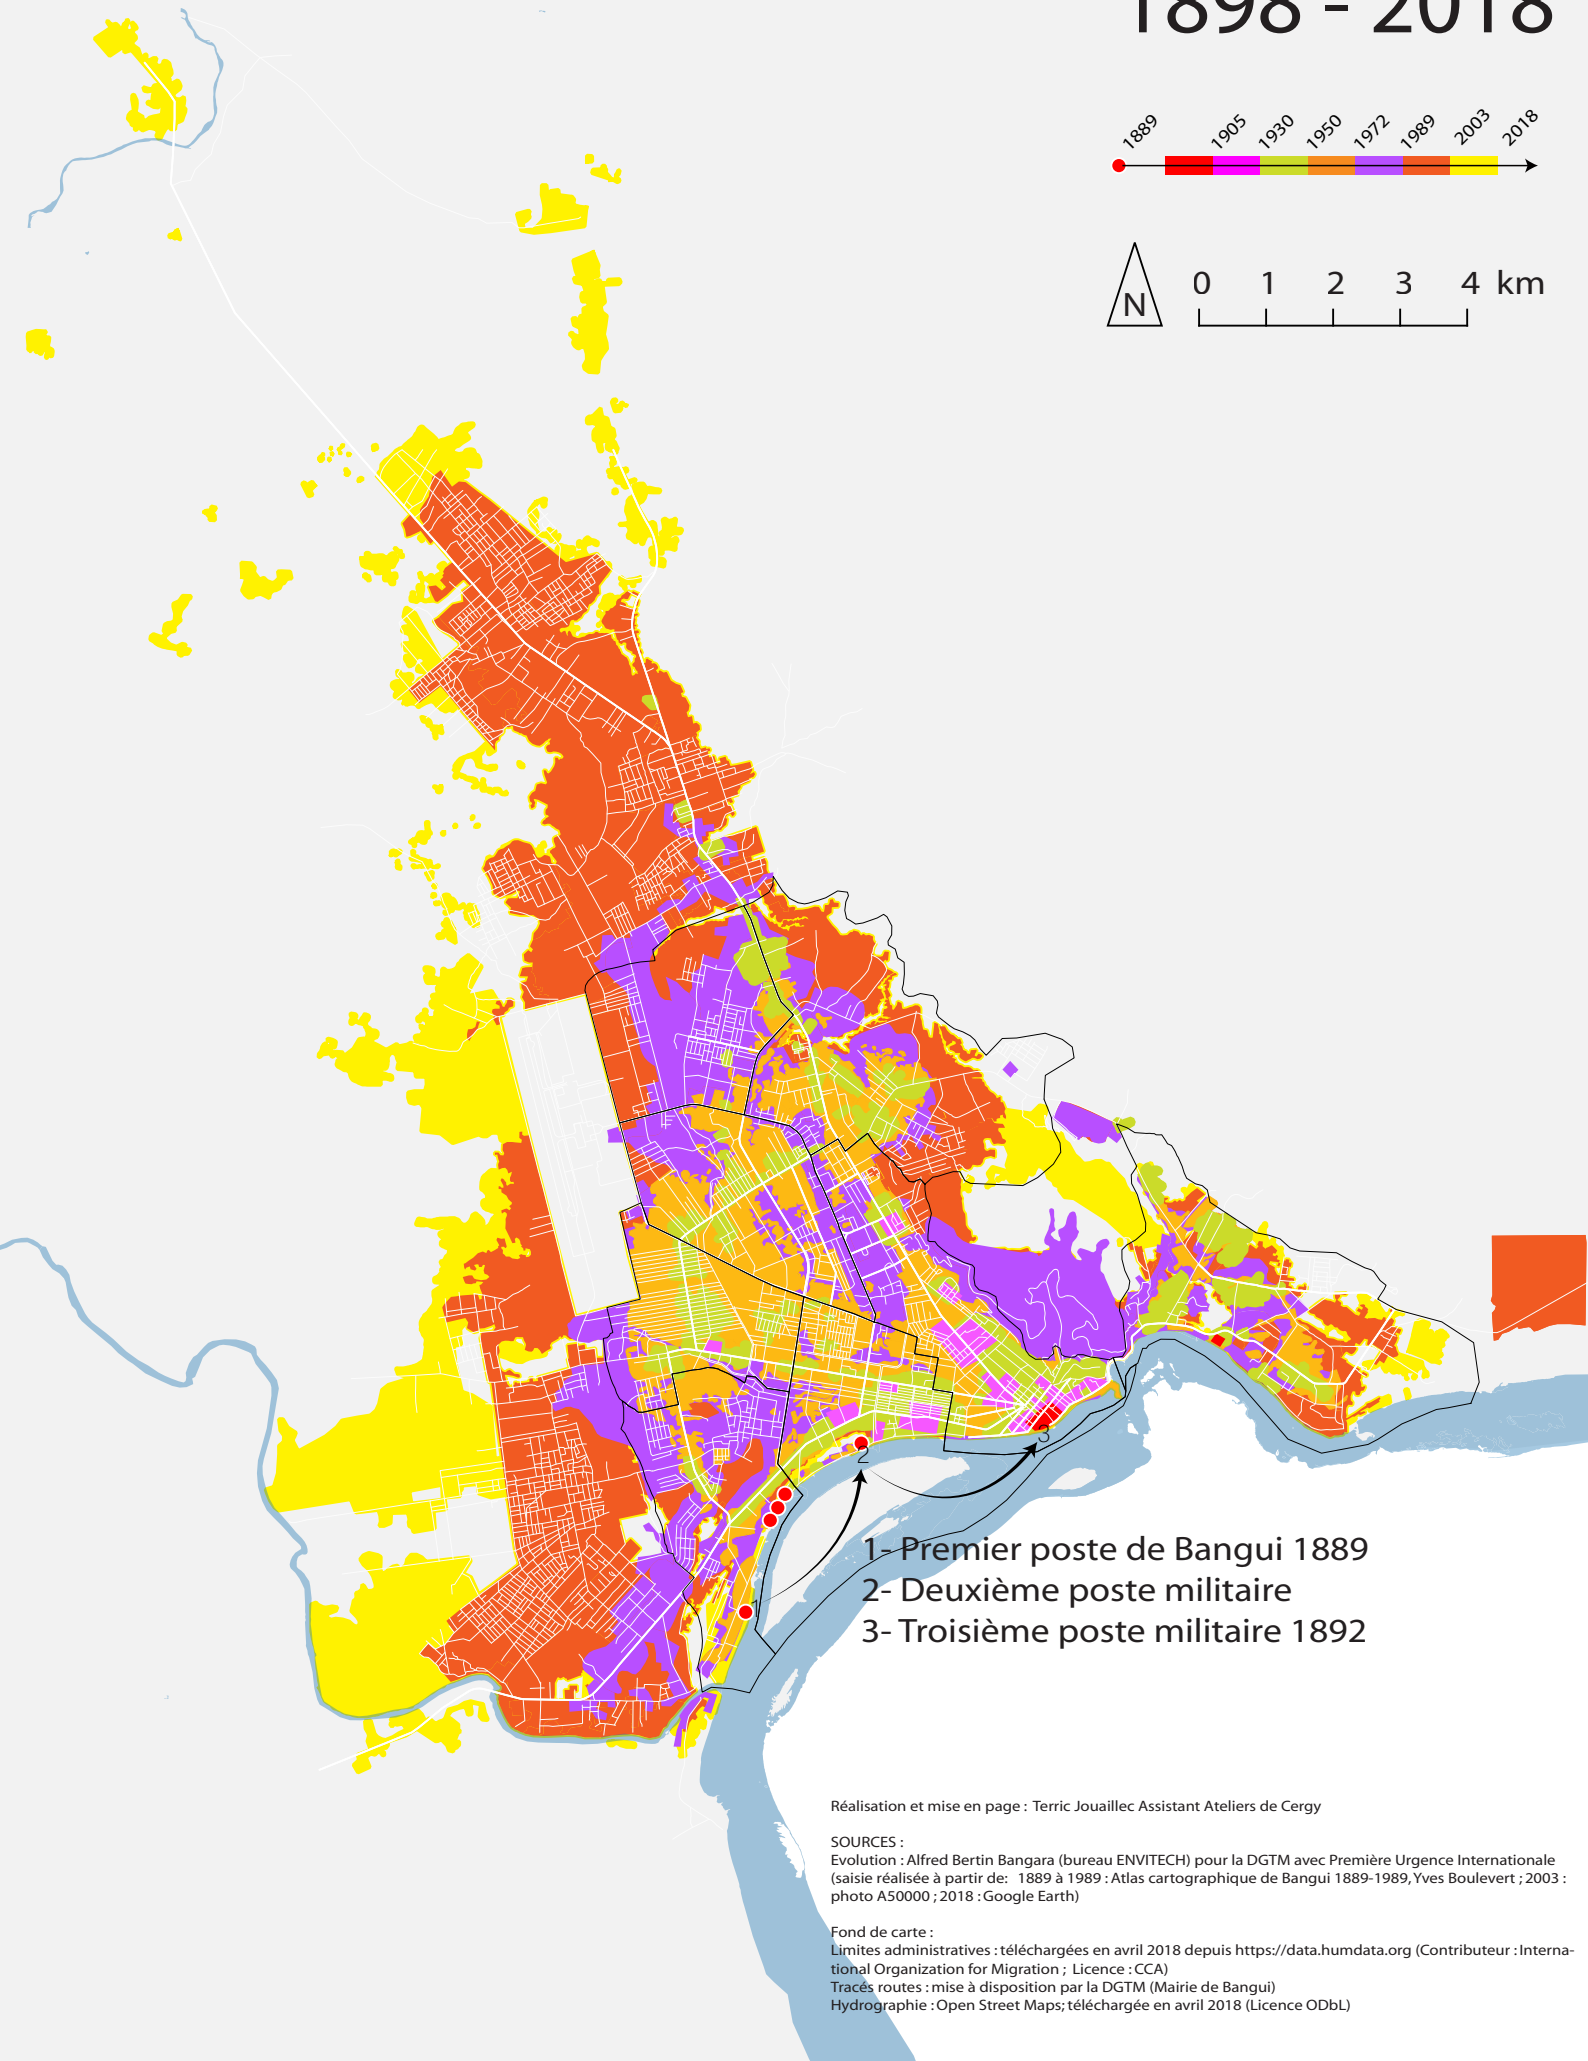 1898 - 2018
1889
1905
1930
1950
1972
1989
2003
2018
N
0 1 2 3 4 km
2
3
1
1- Premier poste de Bangui 1889
2- Deuxième poste militaire
3- Troisième poste militaire 1892
Réalisation et mise en page : Terric Jouaillec Assistant Ateliers de Cergy
SOURCES :
Evolution : Alfred Bertin Bangara (bureau ENVITECH) pour la DGTM avec Première Urgence Internationale
(saisie réalisée à partir de: 1889 à 1989 : Atlas cartographique de Bangui 1889-1989, Yves Boulevert ; 2003 :
photo A50000 ; 2018 : Google Earth)
Fond de carte :
Limites administratives : téléchargées en avril 2018 depuis https://data.humdata.org (Contributeur : Interna-
tional Organization for Migration ; Licence : CCA)
Tracés routes : mise à disposition par la DGTM (Mairie de Bangui)
Hydrographie : Open Street Maps; téléchargée en avril 2018 (Licence ODbL)